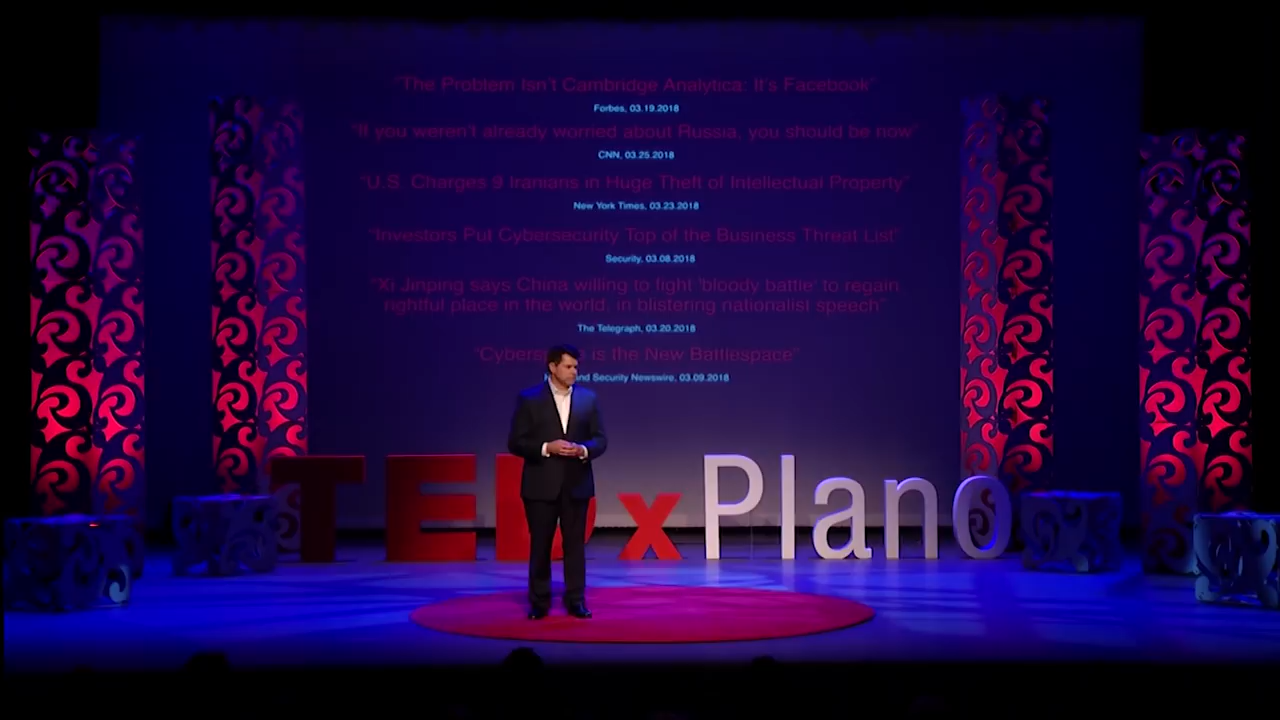 "The Problem Isn't Cambridge Analytica: It's Facebook"
Forbes, 03.19.2018
"If you weren't already worried about Russia, you should be now"
CNN, 03.25.2018
"U.S. Charges 9 Iranians in Huge Theft of Intellectual Property"
New York Times, 03.23.2018
"Investors Put Cybersecurity Top of the Business Threat List"
Security, 03.08.2018
"Xi Jinping says China willing to fight 'bloody battle' to regain
rightful place in the world, in blistering nationalist speech"
The Telegraph, 03.20.2018
is the New Battlespace"
and Security Newswire, 03.09.2018
TEDxPlano